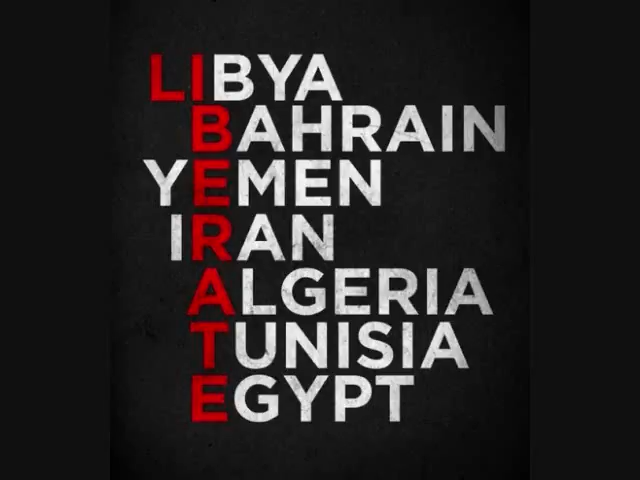 LIBYA
BAHRAIN
YEMEN
IRAN
ALGERIA
TUNISIA
EGYPT